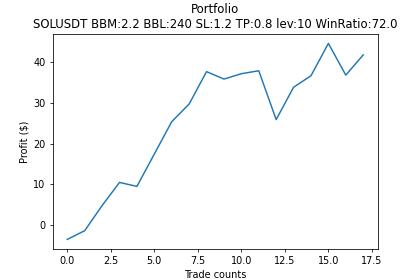 Portfolio
SOLUSDT BBM:2.2 BBL:240 SL:1.2 TP:0.8 lev:10 WinRatio:72.0
40
30
20
10
0
Profit ($)
0.0 2.5 5.0 7.5 10.0 12.5 15.0 17.5
Trade counts